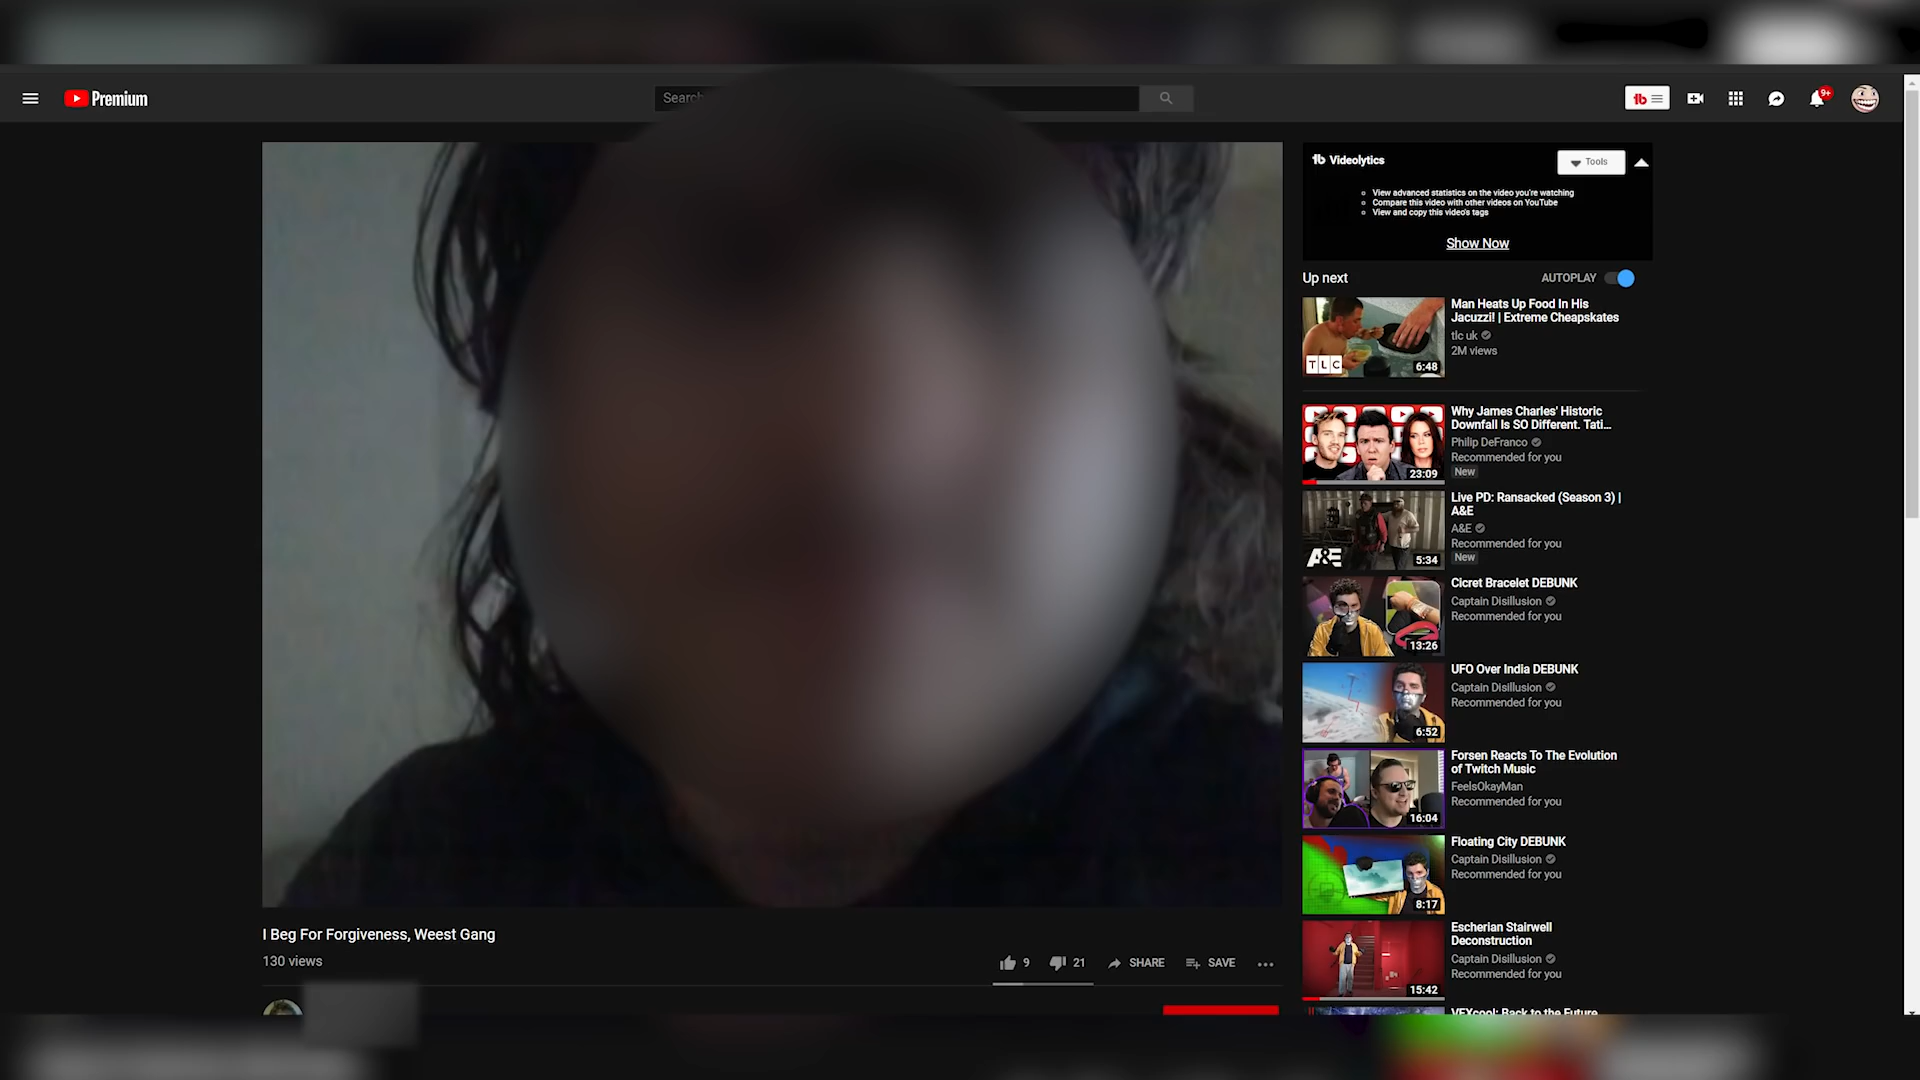 Premium
Search
9+
tb Videolytics
Tools
View advanced statistics on the video you're watching
Compare this video with other videos on YouTube
View and copy this video's tags
Show Now
Up next
AUTOPLAY
TLC
6:48
Man Heats Up Food In His
Jacuzzi! | Extreme Cheapskates
tlc uk
2M views
23:09
Why James Charles' Historic
Downfall Is SO Different. Tati...
Philip DeFranco
Recommended for you
New
A&E
5:34
Live PD: Ransacked (Season 3) |
A&E
A&E
Recommended for you
New
13:26
Cicret Bracelet DEBUNK
Captain Disillusion
Recommended for you
6:52
UFO Over India DEBUNK
Captain Disillusion
Recommended for you
16:04
Forsen Reacts To The Evolution
of Twitch Music
FeelsOkayMan
Recommended for you
8:17
Floating City DEBUNK
Captain Disillusion
Recommended for you
15:42
Escherian Stairwell
Deconstruction
Captain Disillusion
Recommended for you
VFXcool: Back to the Future
I Beg For Forgiveness, Weest Gang
130 views
9
21
SHARE
SAVE